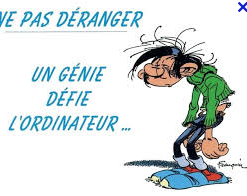 NE PAS DÉRANGER
UN GÉNIE
DÉFIE
L'ORDINATEUR...
Franquin